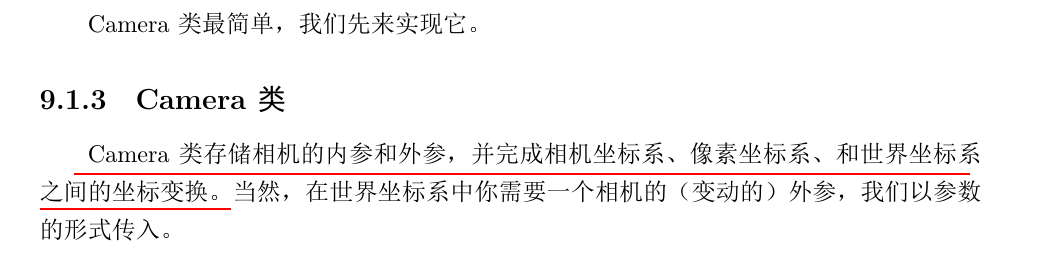 Camera 类最简单，我们先来实现它。
9.1.3 Camera 类
Camera 类存储相机的内参和外参，并完成相机坐标系、像素坐标系、和世界坐标系
之间的坐标变换。当然，在世界坐标系中你需要一个相机的（变动的）外参，我们以参数
的形式传入。